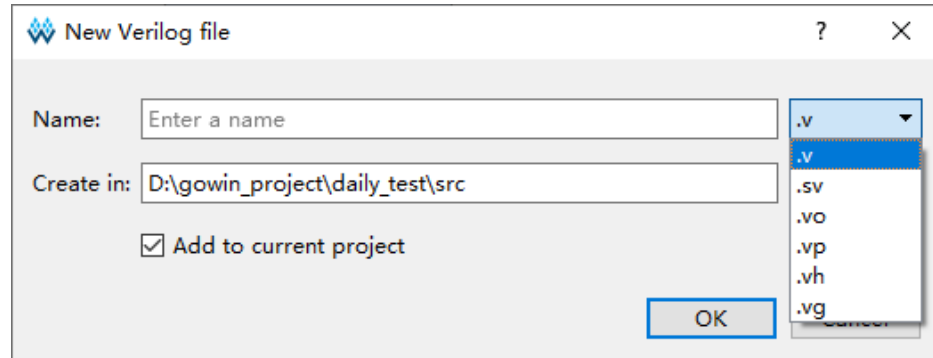 New Verilog file ?
Name: Enter a name .v
.v
Create in: D:\gowin_project\daily_test\src .sv
.vo
Add to current project .vp
.vh
OK .vg